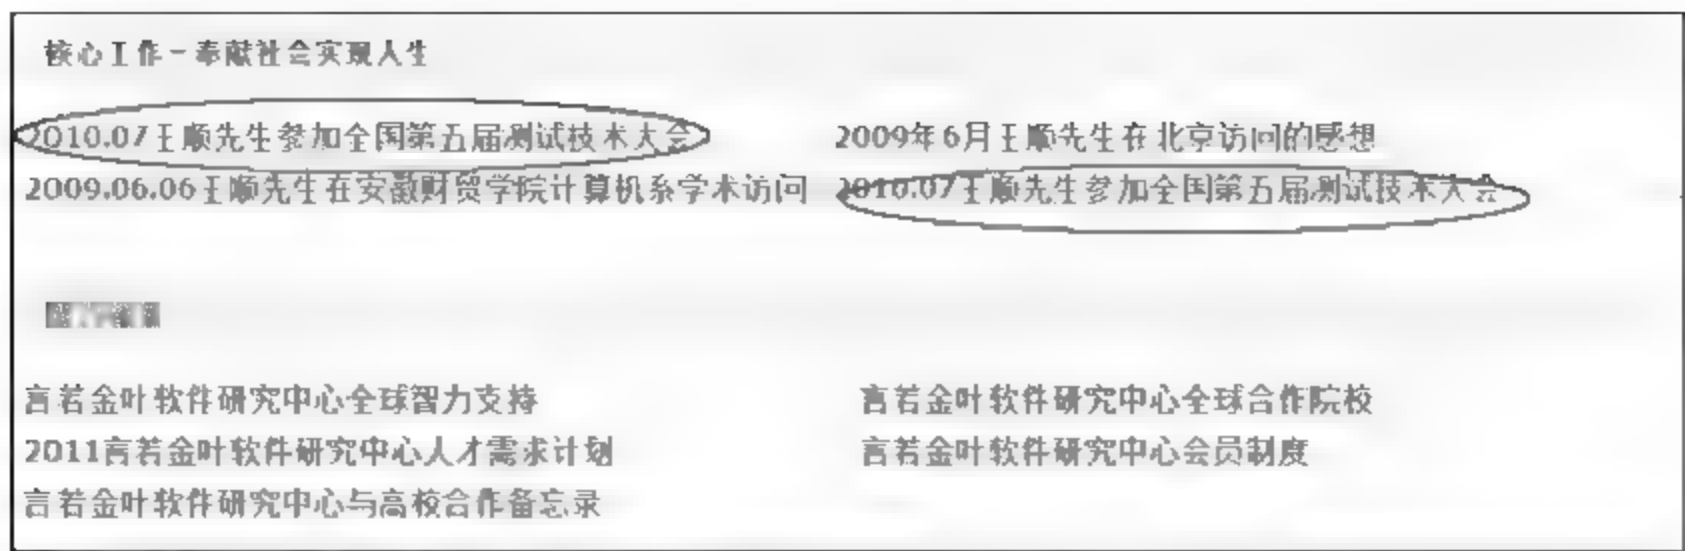 核心工作-奉献社会实现人生
2010.07王顺先生参加全国第五届测试技术大会 2009年6月王顺先生在北京访问的感想
2009.06.06王顺先生在安徽财贸学院计算机系学术访问 2010.07王顺先生参加全国第五届测试技术大会
言若金叶软件研究中心全球智力支持 言若金叶软件研究中心全球合作院校
2011言若金叶软件研究中心人才需求计划 言若金叶软件研究中心会员制度
言若金叶软件研究中心与高校合作备忘录